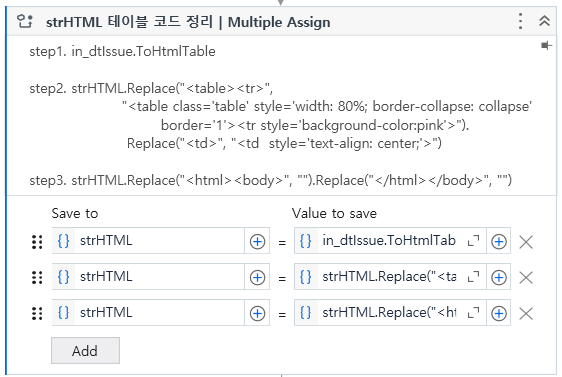 strHTML 테이블 코드 정리 | Multiple Assign
step1. in_dtIssue.ToHtmlTable
step2. strHTML.Replace("<table><tr>",
"<table class='table' style='width: 80%; border-collapse: collapse'
border='1'><tr style='background-color:pink'>").
Replace("<td>", "<td  style='text-align: center;'>")
step3. strHTML.Replace("<html><body>", "").Replace("</html></body>", "")
Save to Value to save
{} strHTML = {} in_dtIssue.ToHtmlTab
{} strHTML = {} strHTML.Replace("<ta
{} strHTML = {} strHTML.Replace("<ht
Add